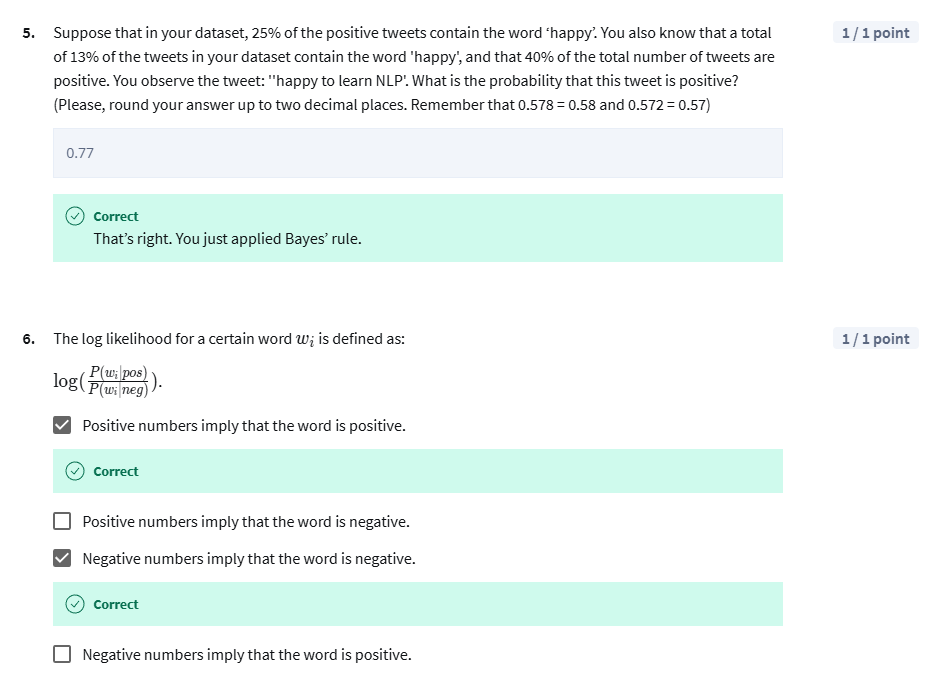 5. Suppose that in your dataset, 25% of the positive tweets contain the word ‘happy’. You also know that a total 1 / 1 point
of 13% of the tweets in your dataset contain the word 'happy', and that 40% of the total number of tweets are
positive. You observe the tweet: ''happy to learn NLP'. What is the probability that this tweet is positive?
(Please, round your answer up to two decimal places. Remember that 0.578 = 0.58 and 0.572 = 0.57)
0.77
Correct
That’s right. You just applied Bayes’ rule.
6. The log likelihood for a certain word w_i is defined as: 1 / 1 point
log(P(w_i|pos)/P(w_i|neg)).
Positive numbers imply that the word is positive.
Correct
Positive numbers imply that the word is negative.
Negative numbers imply that the word is negative.
Correct
Negative numbers imply that the word is positive.